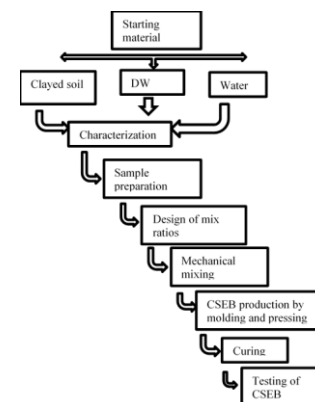 Starting
material
Clayed soil
DW
Water
Characterization
Sample
preparation
Design of mix
ratios
Mechanical
mixing
CSEB production by
molding and pressing
Curing
Testing of
CSEB